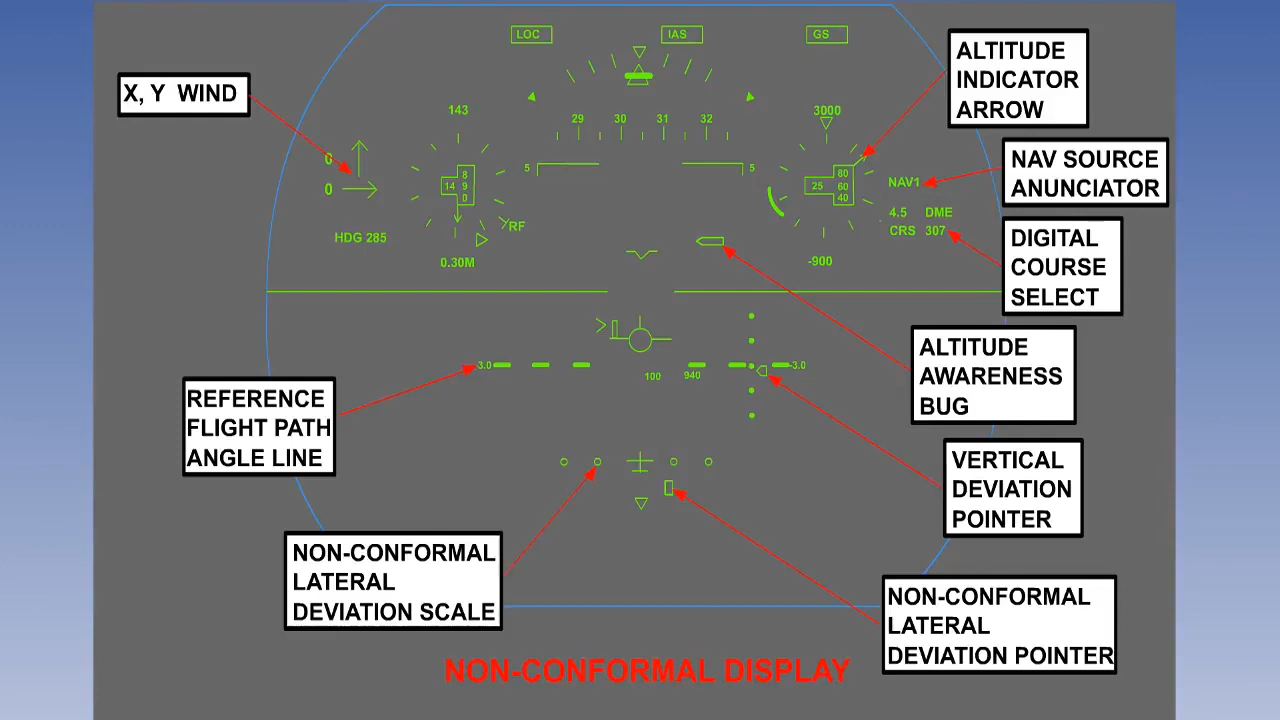 LOC IAS GS
ALTITUDE
INDICATOR
ARROW
X, Y WIND
143
3000
29 30 31 32
0
0
5
5
14
8
9
0
25
80
60
40
NAV SOURCE
ANUNCIATOR
NAV1
4.5 DME
CRS 307
RF
HDG 285
0.30M
-900
DIGITAL
COURSE
SELECT
ALTITUDE
AWARENESS
BUG
-3.0
-3.0
100 940
REFERENCE
FLIGHT PATH
ANGLE LINE
VERTICAL
DEVIATION
POINTER
NON-CONFORMAL
LATERAL
DEVIATION SCALE
NON-CONFORMAL
LATERAL
DEVIATION POINTER
NON-CONFORMAL DISPLAY